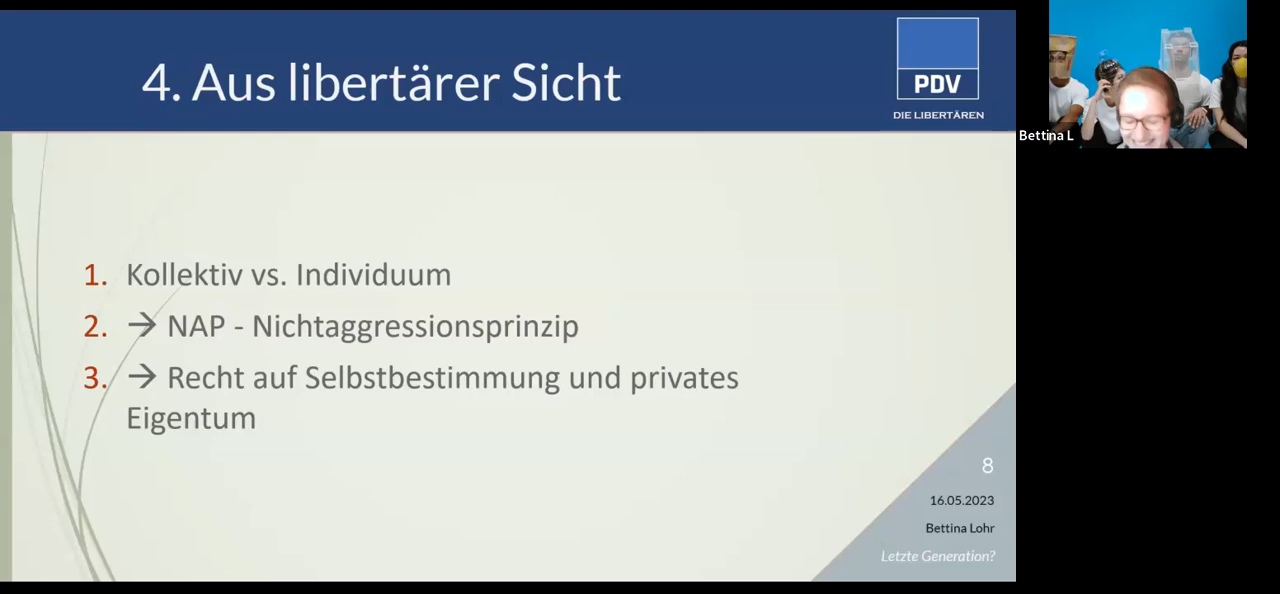 4. Aus libertärer Sicht
PDV
DIE LIBERTÄREN
Bettina L
1. Kollektiv vs. Individuum
2. → NAP - Nichtaggressionsprinzip
3. → Recht auf Selbstbestimmung und privates
Eigentum
8
16.05.2023
Bettina Lohr
Letzte Generation?